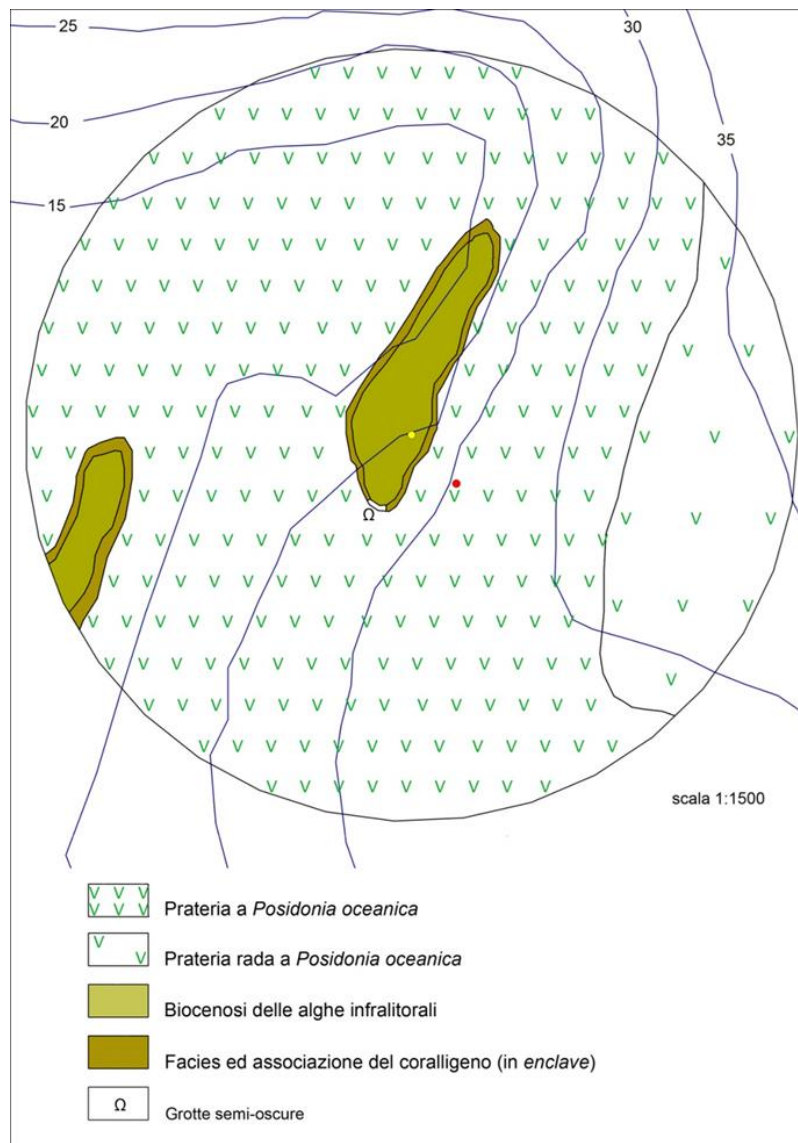 25
30
20
35
15
Ω
scala 1:1500
Prateria a Posidonia oceanica
Prateria rada a Posidonia oceanica
Biocenosi delle alghe infralitorali
Facies ed associazione del coralligeno (in enclave)
Ω Grotte semi-oscure